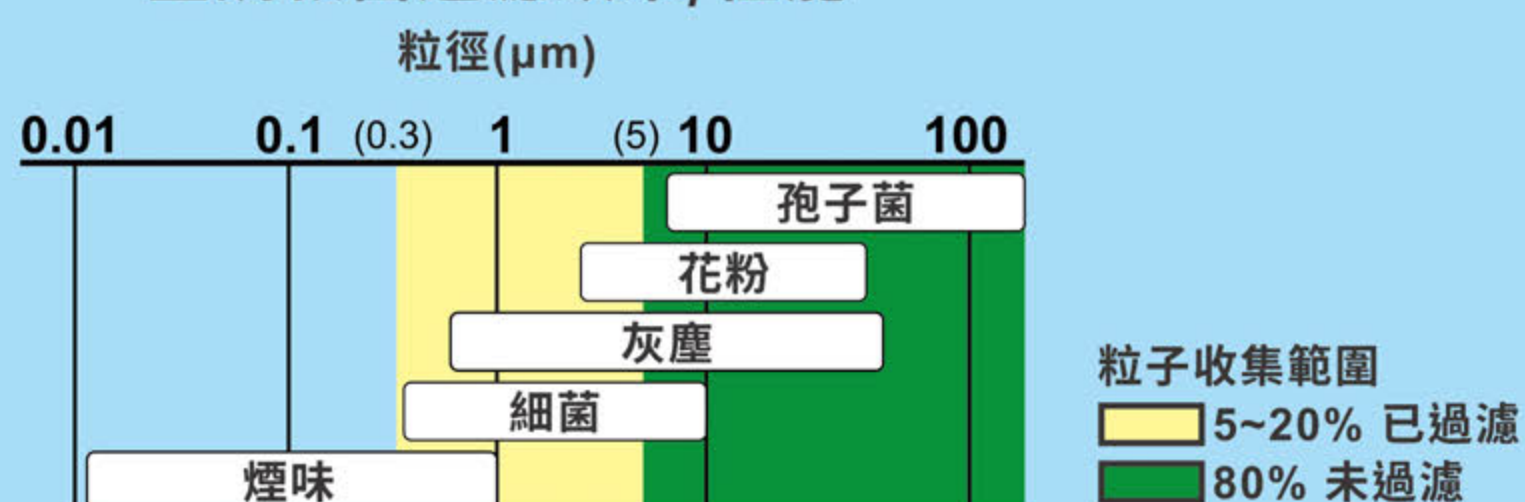 粒徑(μm)
0.01 0.1 (0.3) 1 (5) 10 100
孢子菌
花粉
灰塵
細菌
煙味
粒子收集範圍
5~20% 已過濾
80% 未過濾